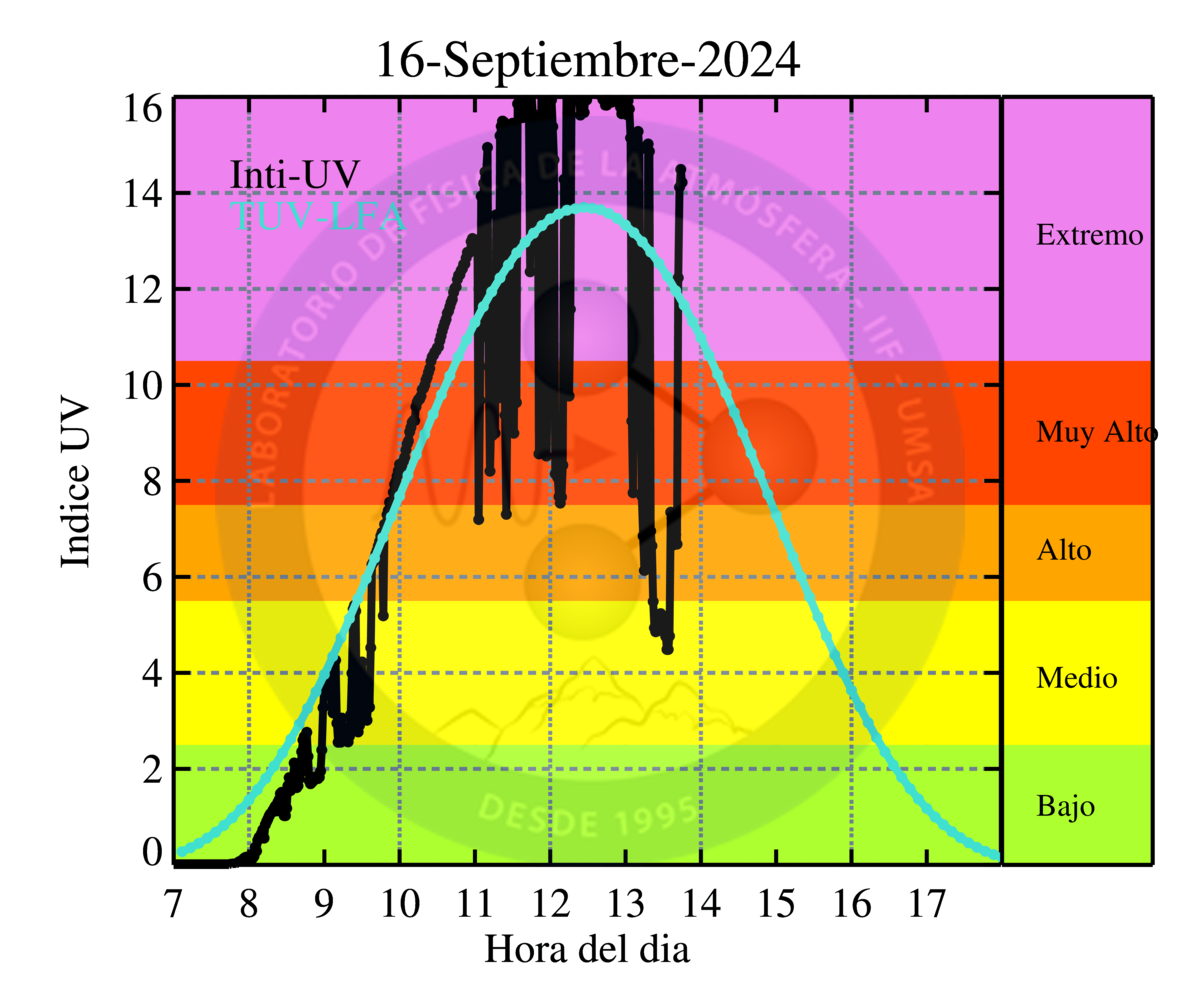 16-Septiembre-2024
Inti-UV
TUV-LFA
LABORATORIO DE FÍSICA DE LA ATMÓSFERA - IIF - UMSA
DESDE 1995
16
14
12
10
8
6
4
2
0
Indice UV
7 8 9 10 11 12 13 14 15 16 17
Hora del dia
Extremo
Muy Alto
Alto
Medio
Bajo